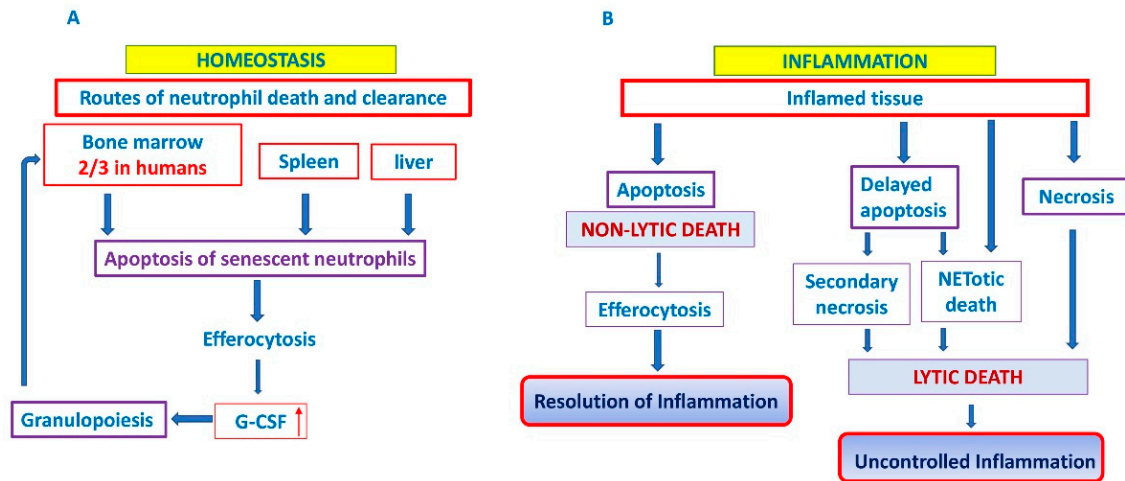 A
HOMEOSTASIS
Routes of neutrophil death and clearance
Bone marrow
2/3 in humans
Spleen
liver
Apoptosis of senescent neutrophils
Efferocytosis
G-CSF
Granulopoiesis
B
INFLAMMATION
Inflamed tissue
Apoptosis
NON-LYTIC DEATH
Efferocytosis
Resolution of Inflammation
Delayed
apoptosis
Necrosis
Secondary
necrosis
NETotic
death
LYTIC DEATH
Uncontrolled Inflammation